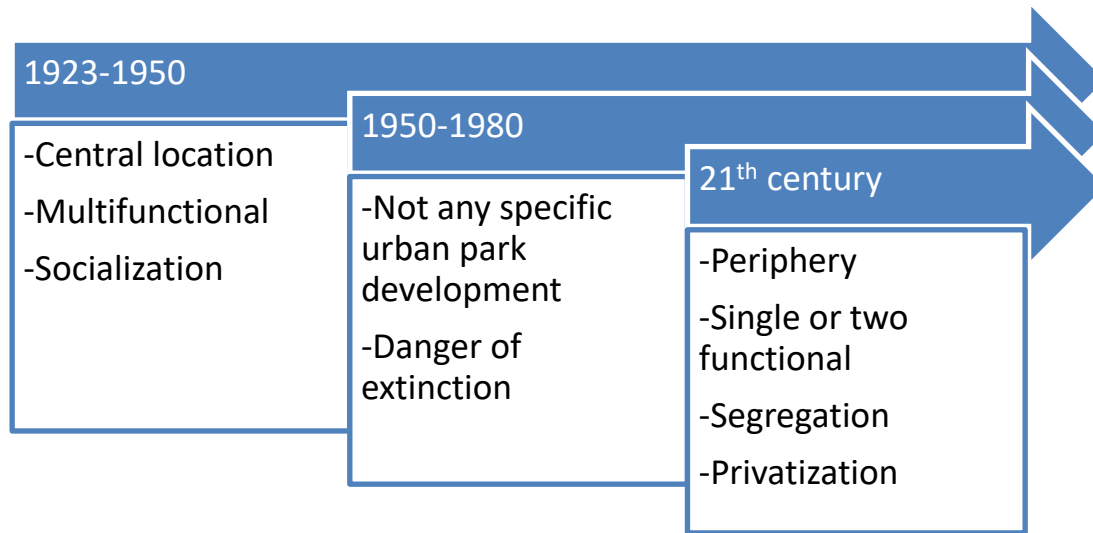 1923-1950
-Central location
-Multifunctional
-Socialization
1950-1980
-Not any specific
urban park
development
-Danger of
extinction
21th century
-Periphery
-Single or two
functional
-Segregation
-Privatization